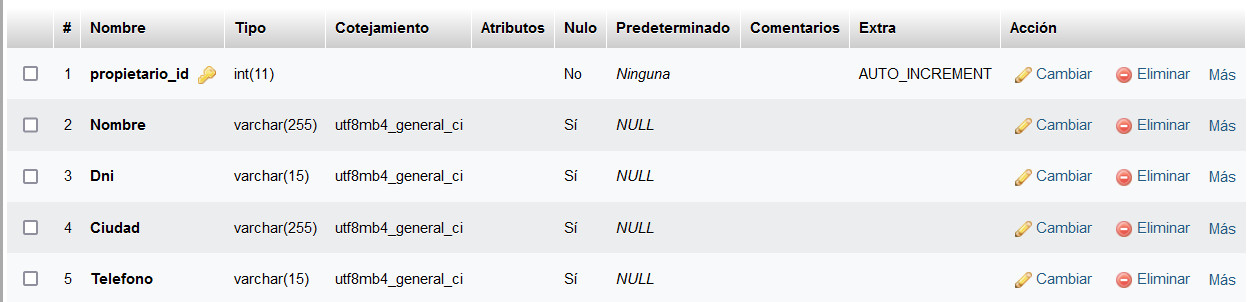 # Nombre Tipo Cotejamiento Atributos Nulo Predeterminado Comentarios Extra Acción
1 propietario_id int(11) No Ninguna AUTO_INCREMENT Cambiar Eliminar Más
2 Nombre varchar(255) utf8mb4_general_ci Sí NULL Cambiar Eliminar Más
3 Dni varchar(15) utf8mb4_general_ci Sí NULL Cambiar Eliminar Más
4 Ciudad varchar(255) utf8mb4_general_ci Sí NULL Cambiar Eliminar Más
5 Telefono varchar(15) utf8mb4_general_ci Sí NULL Cambiar Eliminar Más